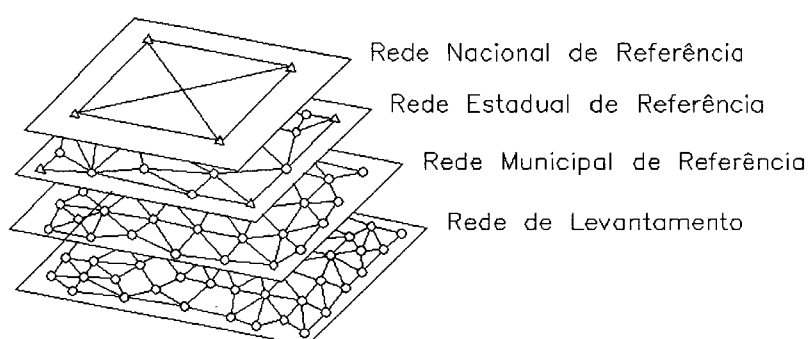 Rede Nacional de Referência
Rede Estadual de Referência
Rede Municipal de Referência
Rede de Levantamento